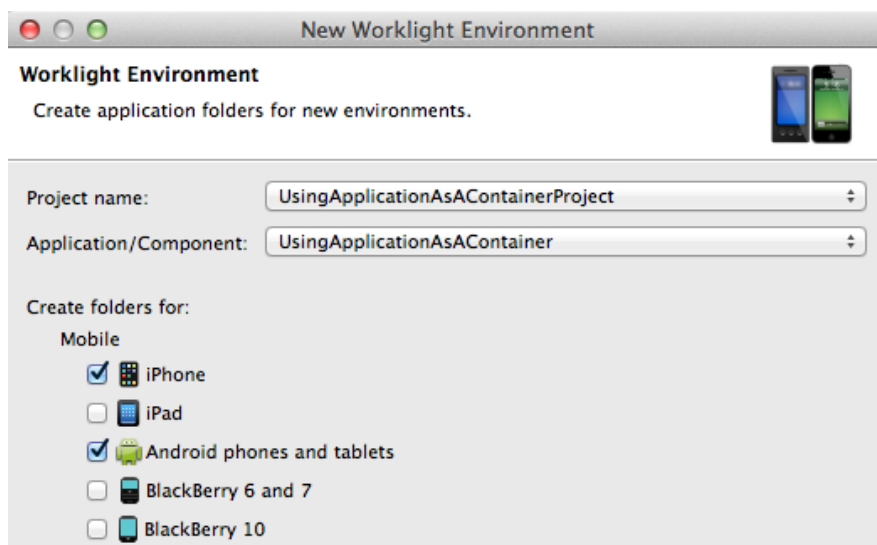 New Worklight Environment
Worklight Environment
Create application folders for new environments.
Project name: UsingApplicationAsAContainerProject
Application/Component: UsingApplicationAsAContainer
Create folders for:
Mobile
iPhone
iPad
Android phones and tablets
BlackBerry 6 and 7
BlackBerry 10